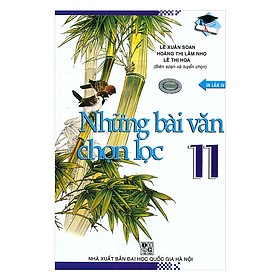 LÊ XUÂN SOAN
HOÀNG THỊ LÂM NHO
LÊ THỊ HOA
(Biên soạn và tuyển chọn)
Những bài văn
chọn lọc 11
NHÀ XUẤT BẢN ĐẠI HỌC QUỐC GIA HÀ NỘI